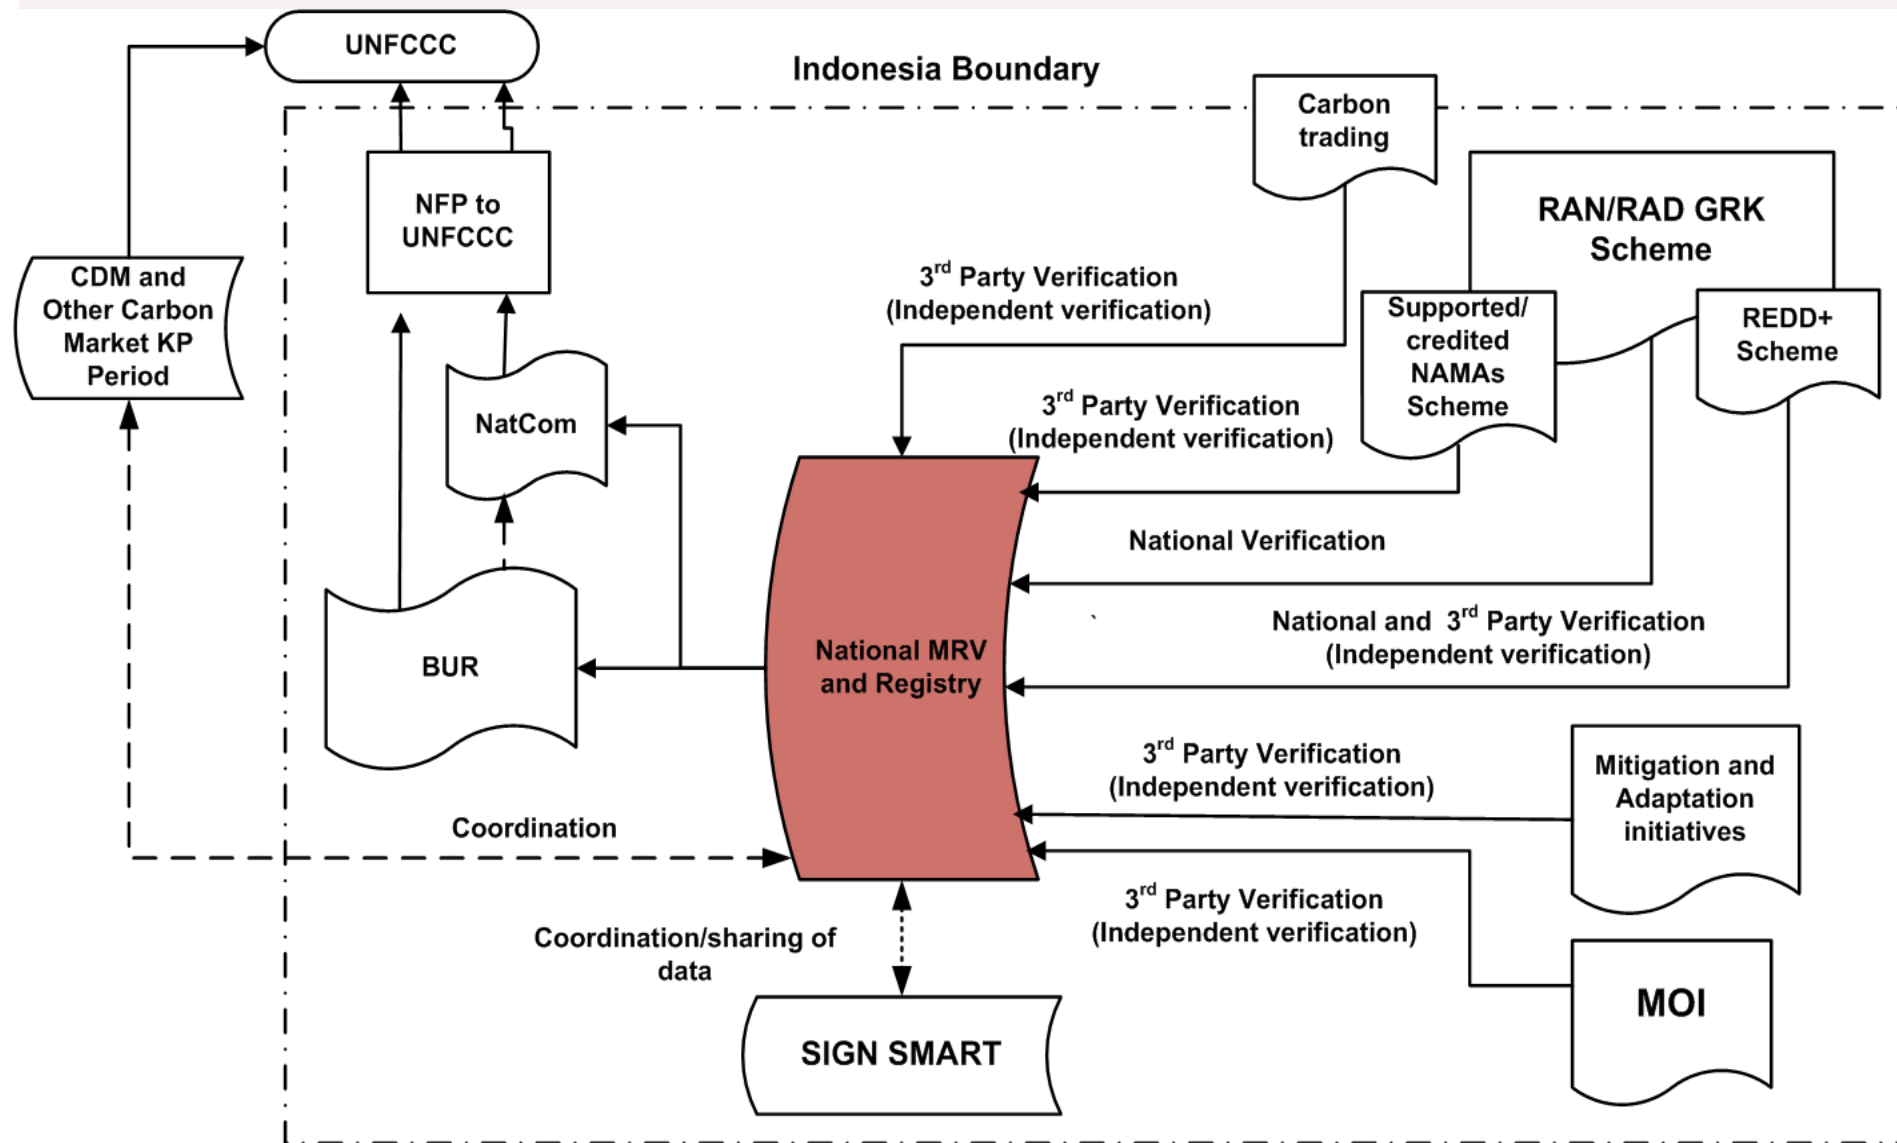 UNFCCC
Indonesia Boundary
Carbon
trading
NFP to
UNFCCC
RAN/RAD GRK
Scheme
CDM and
Other Carbon
Market KP
Period
3rd Party Verification
(Independent verification)
Supported/
credited
NAMAs
Scheme
REDD+
Scheme
NatCom
3rd Party Verification
(Independent verification)
National Verification
BUR
National MRV
and Registry
National and 3rd Party Verification
(Independent verification)
3rd Party Verification
(Independent verification)
Mitigation and
Adaptation
initiatives
Coordination
3rd Party Verification
(Independent verification)
Coordination/sharing of
data
MOI
SIGN SMART